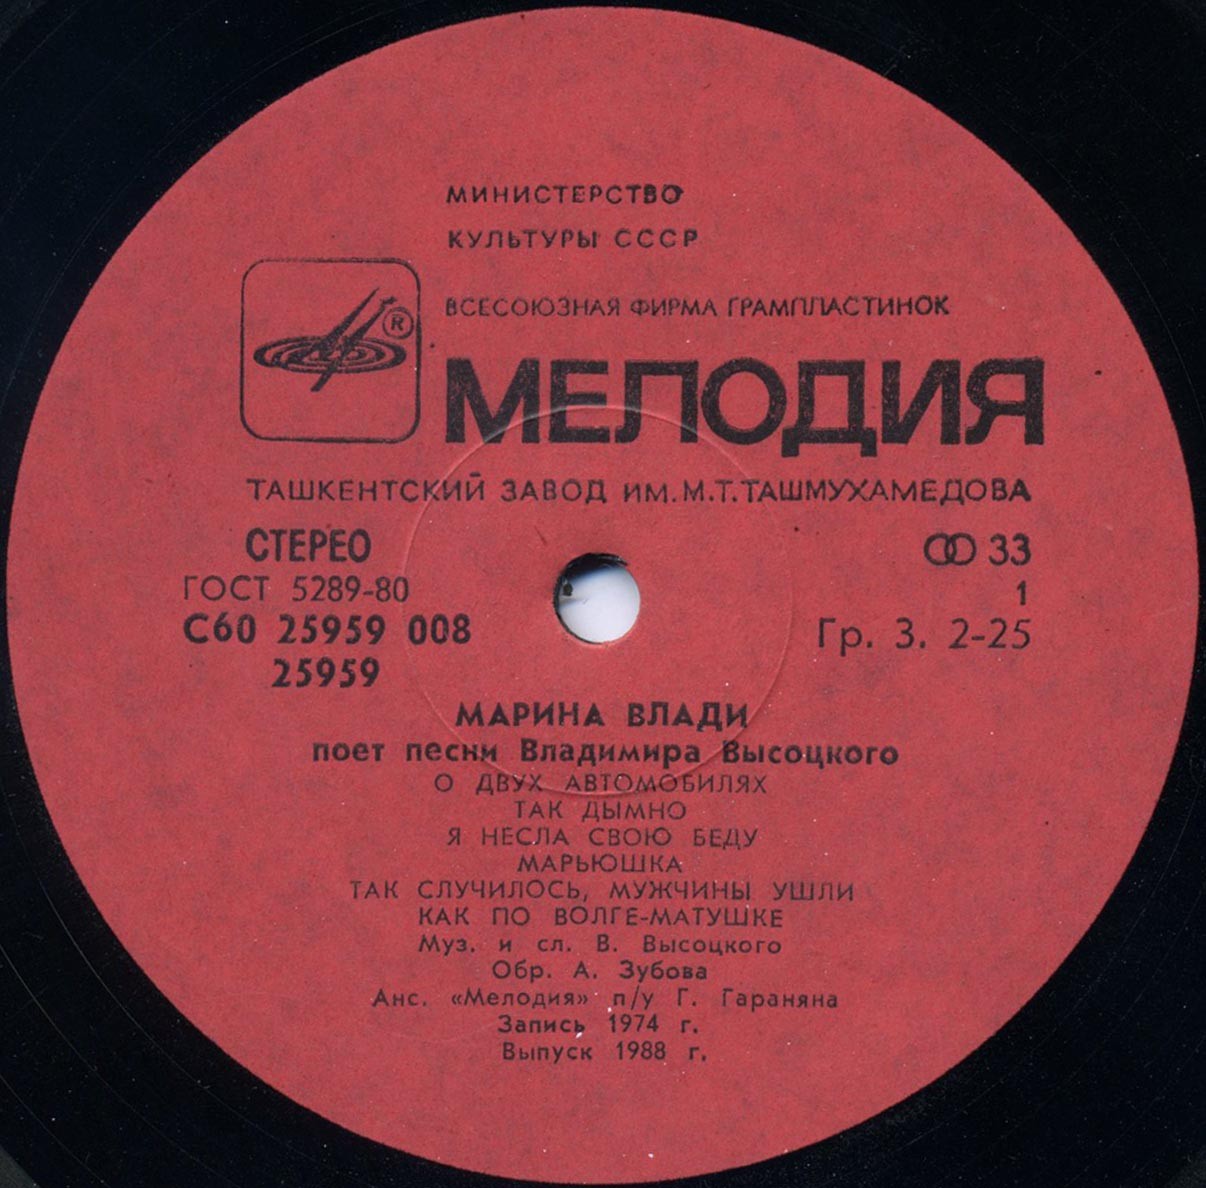 МИНИСТЕРСТВО
КУЛЬТУРЫ СССР
ВСЕСОЮЗНАЯ ФИРМА ГРАМПЛАСТИНОК
®
МЕЛОДИЯ
ТАШКЕНТСКИЙ ЗАВОД ИМ. М.Т. ТАШМУХАМЕДОВА
СТЕРЕО
33
ГОСТ 5289-80
1
С60 25959 008
Гр. 3. 2-25
25959
МАРИНА ВЛАДИ
поет песни Владимира Высоцкого
О ДВУХ АВТОМОБИЛЯХ
ТАК ДЫМНО
Я НЕСЛА СВОЮ БЕДУ
МАРЬЮШКА
ТАК СЛУЧИЛОСЬ, МУЖЧИНЫ УШЛИ
КАК ПО ВОЛГЕ-МАТУШКЕ
Муз. и сл. В. Высоцкого
Обр. А. Зубова
Анс. «Мелодия» п/у Г. Гараняна
Запись 1974 г.
Выпуск 1988 г.